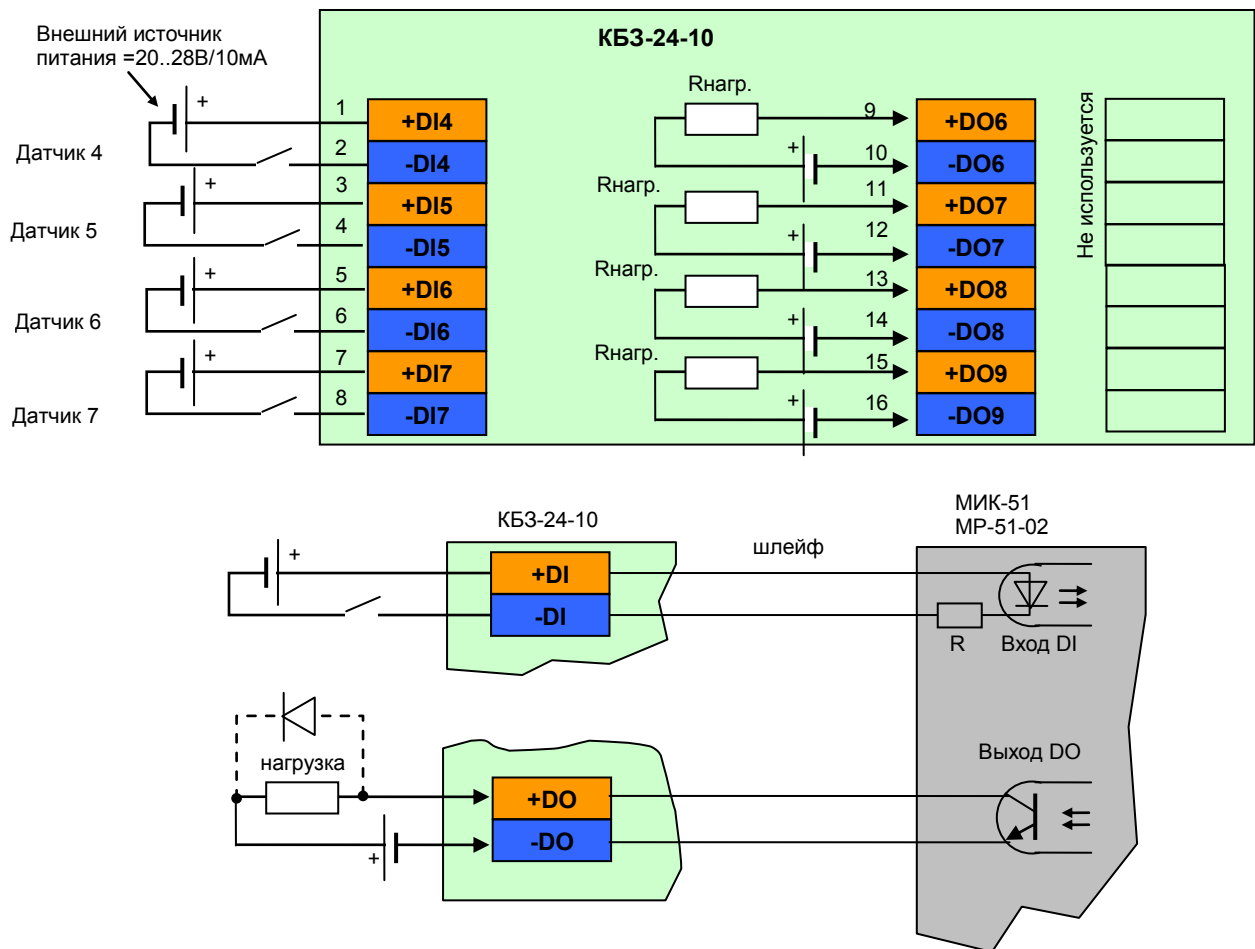 Внешний источник
питания =20..28В/10мА
КБЗ-24-10
Rнагр.
Не используется
+
1
+DI4
9
+DO6
Датчик 4
2
-DI4
+
10
-DO6
+
3
+DI5
Rнагр.
11
+DO7
Датчик 5
4
-DI5
+
12
-DO7
+
5
+DI6
Rнагр.
13
+DO8
Датчик 6
6
-DI6
+
14
-DO8
+
7
+DI7
Rнагр.
15
+DO9
Датчик 7
8
-DI7
+
16
-DO9
МИК-51
МР-51-02
КБЗ-24-10
шлейф
+
+DI
-DI
R
Вход DI
Выход DO
нагрузка
+DO
-DO
+